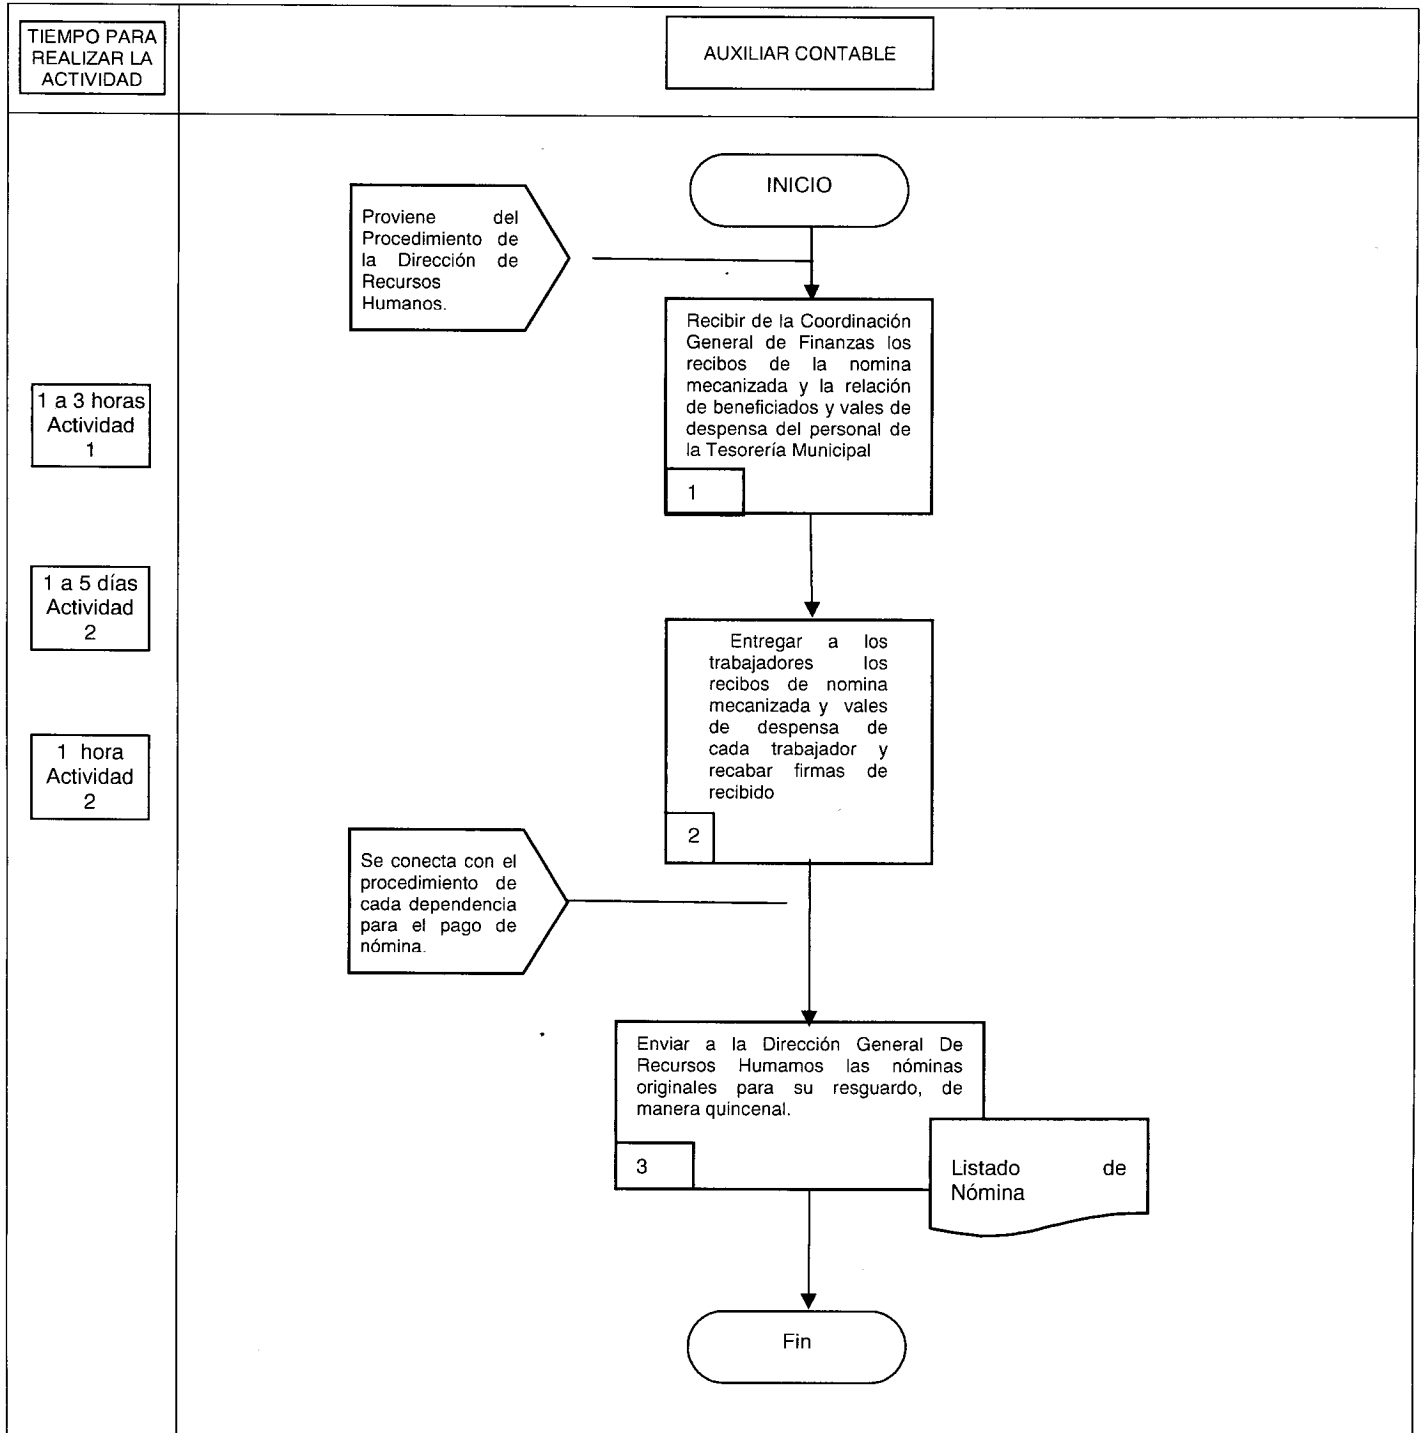 TIEMPO PARA
REALIZAR LA
ACTIVIDAD
AUXILIAR CONTABLE
INICIO
Proviene del
Procedimiento de
la Dirección de
Recursos
Humanos.
Recibir de la Coordinación
General de Finanzas los
recibos de la nomina
mecanizada y la relación
de beneficiados y vales de
despensa del personal de
la Tesorería Municipal
1
1 a 3 horas
Actividad
1
1 a 5 días
Actividad
2
Entregar a los
trabajadores los
recibos de nomina
mecanizada y vales
de despensa de
cada trabajador y
recabar firmas de
recibido
2
1 hora
Actividad
2
Se conecta con el
procedimiento de
cada dependencia
para el pago de
nómina.
Enviar a la Dirección General De
Recursos Humamos las nóminas
originales para su resguardo, de
manera quincenal.
3
Listado de
Nómina
Fin